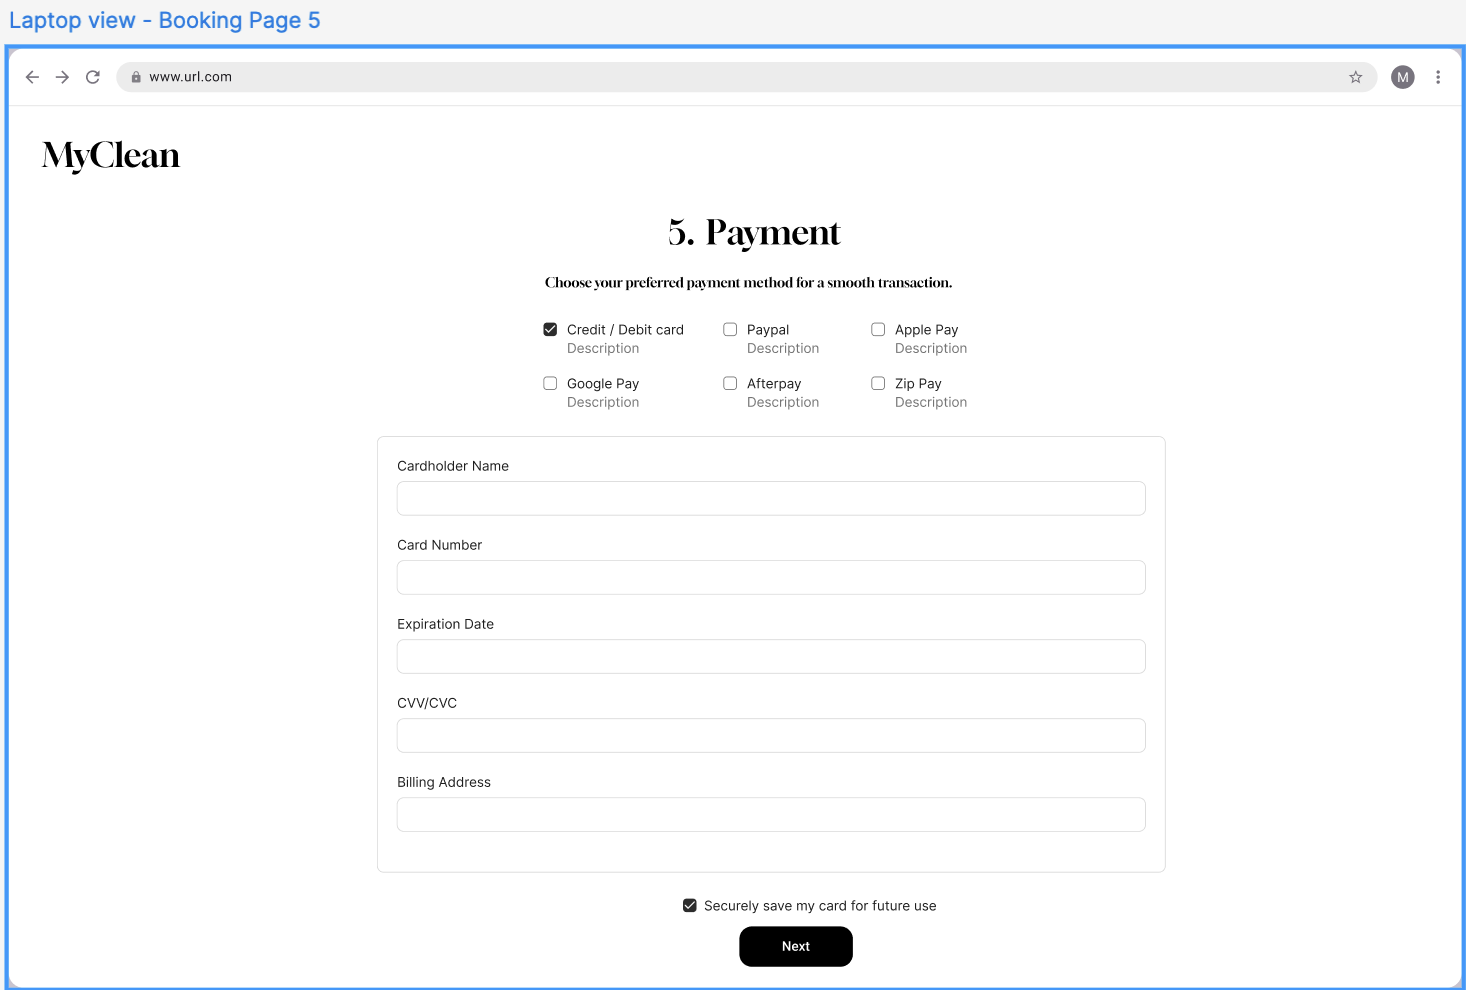 Laptop view - Booking Page 5
www.url.com
M
MyClean
5. Payment
Choose your preferred payment method for a smooth transaction.
Credit / Debit card
Description
Paypal
Description
Apple Pay
Description
Google Pay
Description
Afterpay
Description
Zip Pay
Description
Cardholder Name
Card Number
Expiration Date
CVV/CVC
Billing Address
Securely save my card for future use
Next